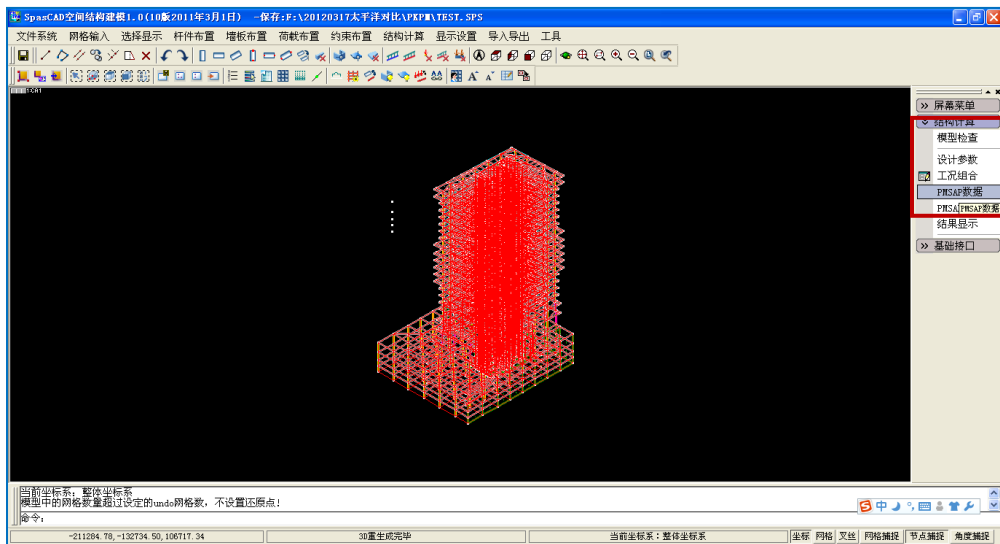 SpasCAD空间结构建模1.0(10版2011年3月1日) -保存:F:\20120317太平洋对比\PKPM\TEST.SPS
文件系统 网格输入 选择显示 杆件布置 墙板布置 荷载布置 约束布置 结构计算 显示设置 导入导出 工具
屏幕菜单
结构计算
模型检查
设计参数
工况组合
PMSAP数据
PMSA PMSAP数据
结果显示
基础接口
当前坐标系: 整体坐标系
模型中的网格数量超过设定的undo网格数, 不设置还原点!
命令:
中
-211284.78,-132734.50,106717.34 3D重生成完毕 当前坐标系:整体坐标系 坐标 网格 叉丝 网格捕捉 节点捕捉 角度捕捉